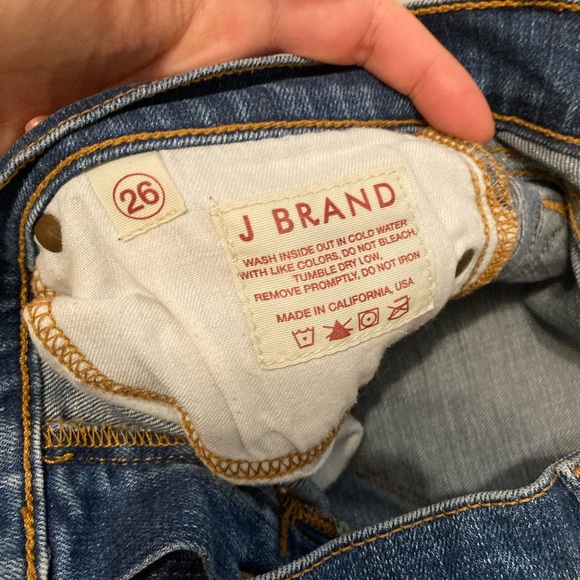 26
J BRAND
WASH INSIDE OUT IN COLD WATER
WITH LIKE COLORS, DO NOT BLEACH,
TUMBLE DRY LOW,
REMOVE PROMPTLY, DO NOT IRON
MADE IN CALIFORNIA, USA